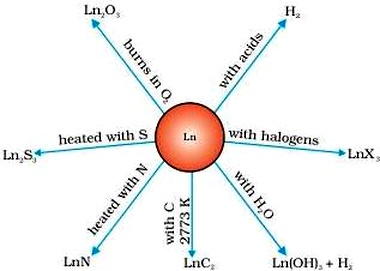 Ln₂O₃
H₂
burns in O₂
with acids
Ln
heated with S
with halogens
Ln₂S₃
LnX₃
heated with N
with C
2773 K
with H₂O
LnN
LnC₂
Ln(OH)₃ + H₂